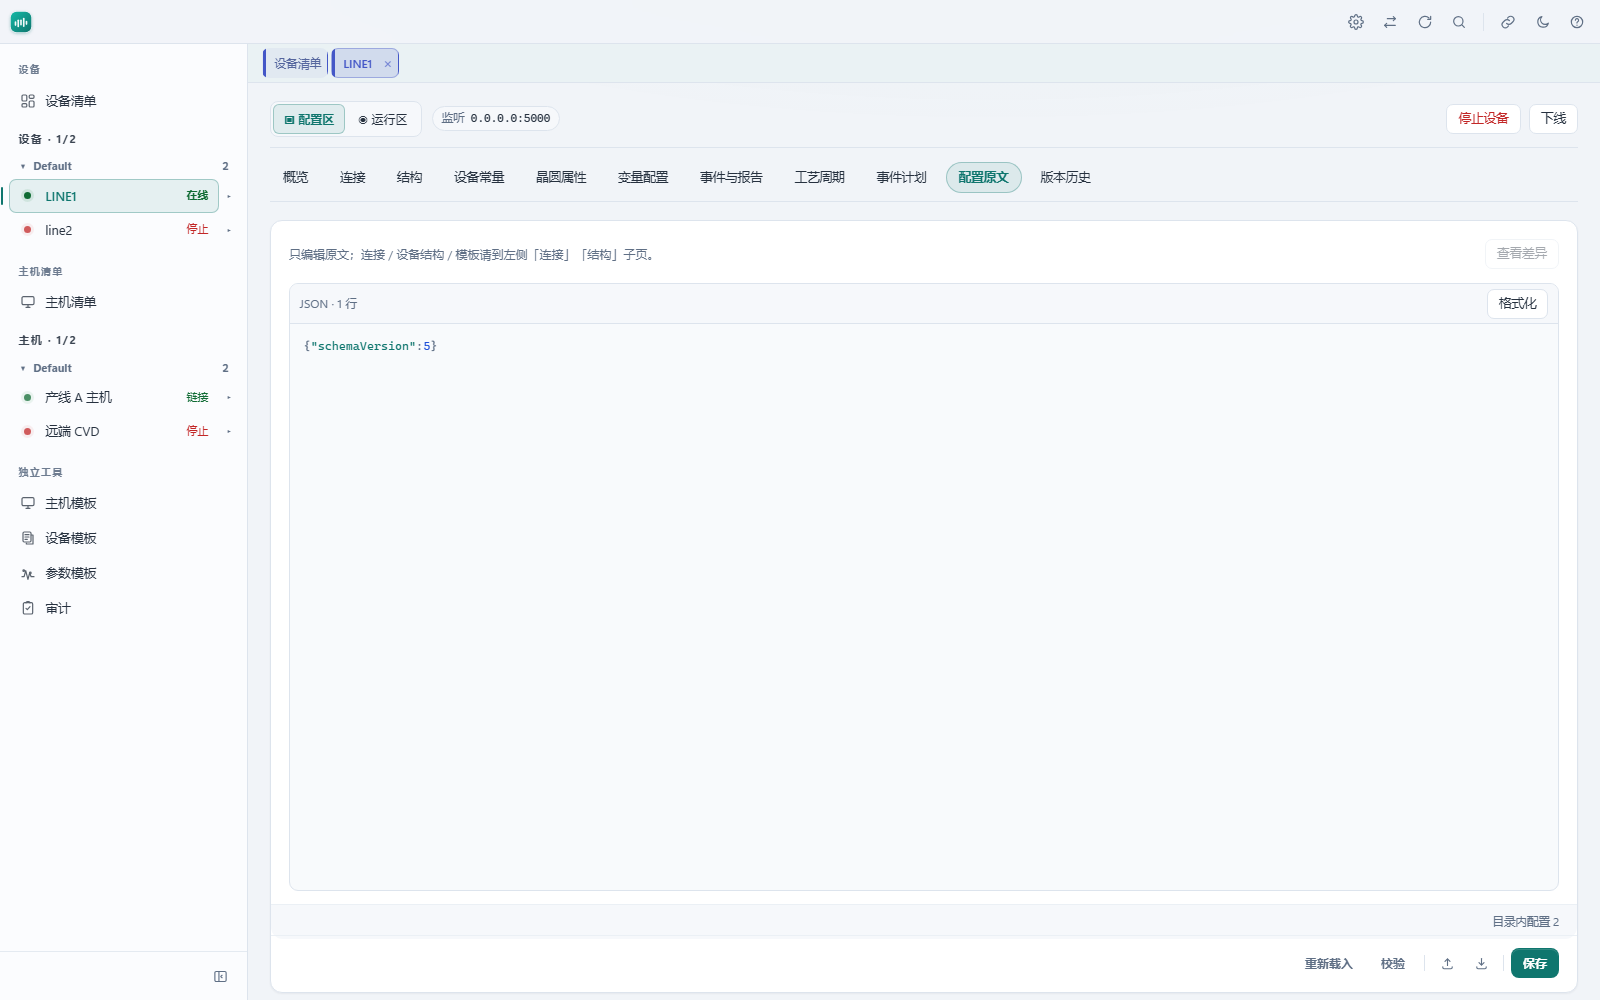 设备
设备清单
设备 · 1/2
Default 2
LINE1 在线
line2 停止
主机清单
主机清单
主机 · 1/2
Default 2
产线 A 主机 链接
远端 CVD 停止
独立工具
主机模板
设备模板
参数模板
审计
设备清单 LINE1 ×
配置区 运行区 监听 0.0.0.0:5000 停止设备 下线
概览 连接 结构 设备常量 晶圆属性 变量配置 事件与报告 工艺周期 事件计划 配置原文 版本历史
只编辑原文；连接 / 设备结构 / 模板请到左侧「连接」「结构」子页。 查看差异
JSON · 1 行 格式化
{"schemaVersion":5}
目录内配置 2
重新载入 校验 保存